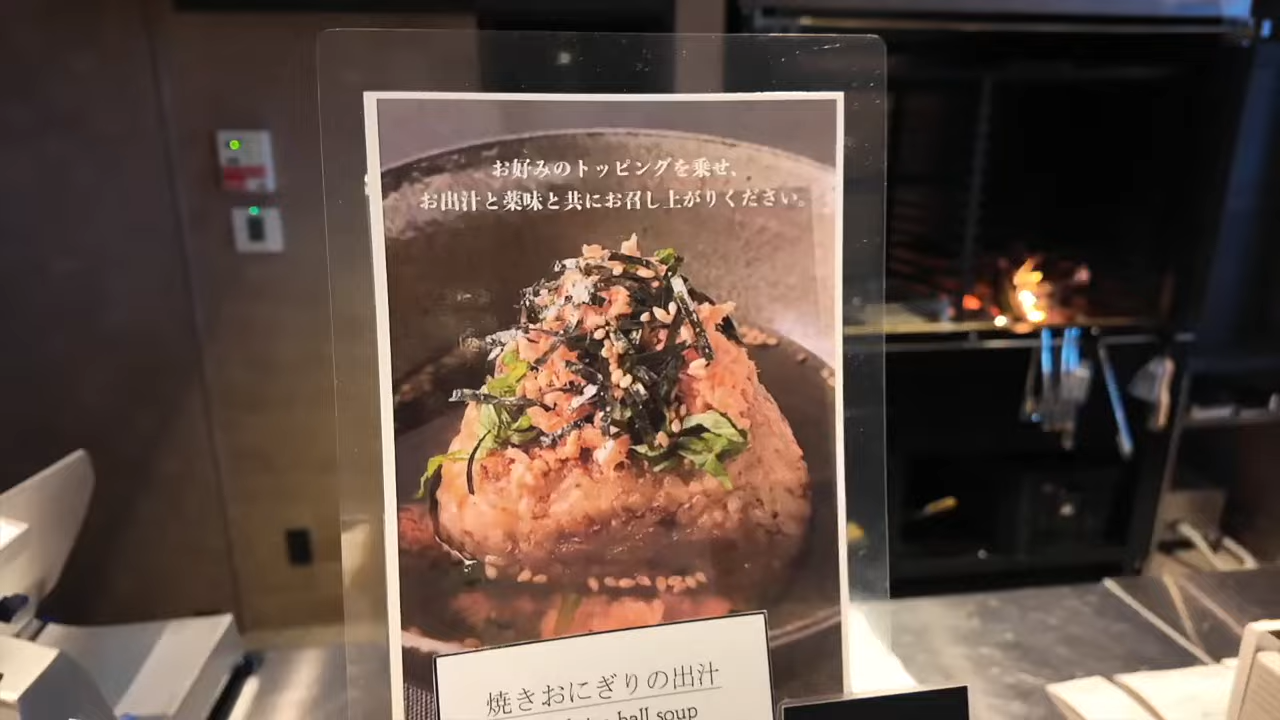 お好みのトッピングを乗せ、
お出汁と薬味と共にお召し上がりください。
焼きおにぎりの出汁
ball soup